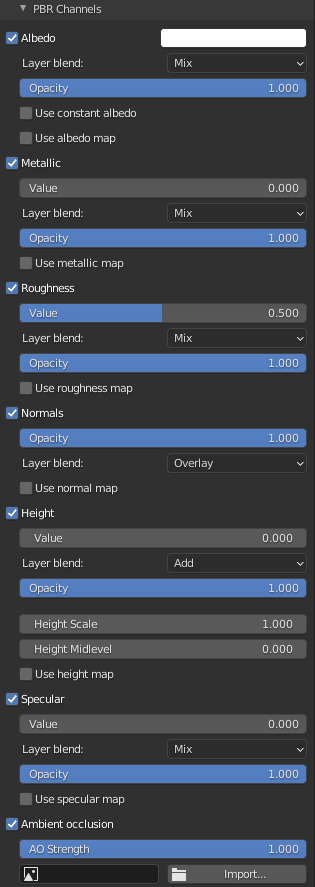 PBR Channels
Albedo
Layer blend: Mix
Opacity 1.000
Use constant albedo
Use albedo map
Metallic
Value 0.000
Layer blend: Mix
Opacity 1.000
Use metallic map
Roughness
Value 0.500
Layer blend: Mix
Opacity 1.000
Use roughness map
Normals
Opacity 1.000
Layer blend: Overlay
Use normal map
Height
Value 0.000
Layer blend: Add
Opacity 1.000
Height Scale 1.000
Height Midlevel 0.000
Use height map
Specular
Value 0.000
Layer blend: Mix
Opacity 1.000
Use specular map
Ambient occlusion
AO Strength 1.000
Import...